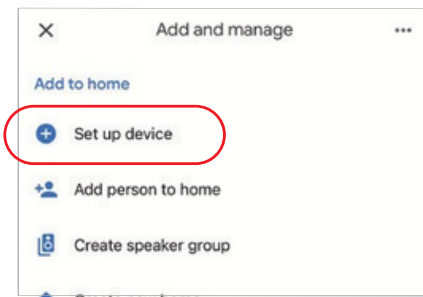 Add and manage
Add to home
Set up device
Add person to home
Create speaker group